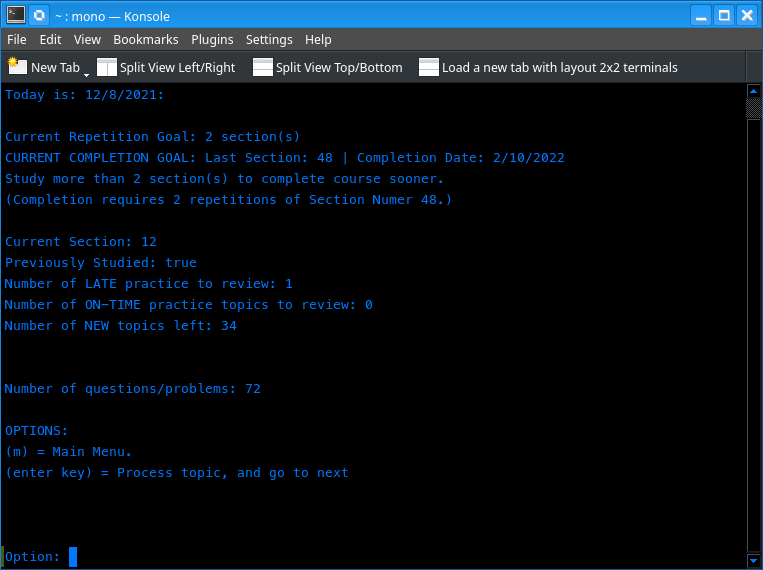 ~ : mono — Konsole
File Edit View Bookmarks Plugins Settings Help
New Tab Split View Left/Right Split View Top/Bottom Load a new tab with layout 2x2 terminals
Today is: 12/8/2021:
Current Repetition Goal: 2 section(s)
CURRENT COMPLETION GOAL: Last Section: 48 | Completion Date: 2/10/2022
Study more than 2 section(s) to complete course sooner.
(Completion requires 2 repetitions of Section Numer 48.)
Current Section: 12
Previously Studied: true
Number of LATE practice to review: 1
Number of ON-TIME practice topics to review: 0
Number of NEW topics left: 34
Number of questions/problems: 72
OPTIONS:
(m) = Main Menu.
(enter key) = Process topic, and go to next
Option: